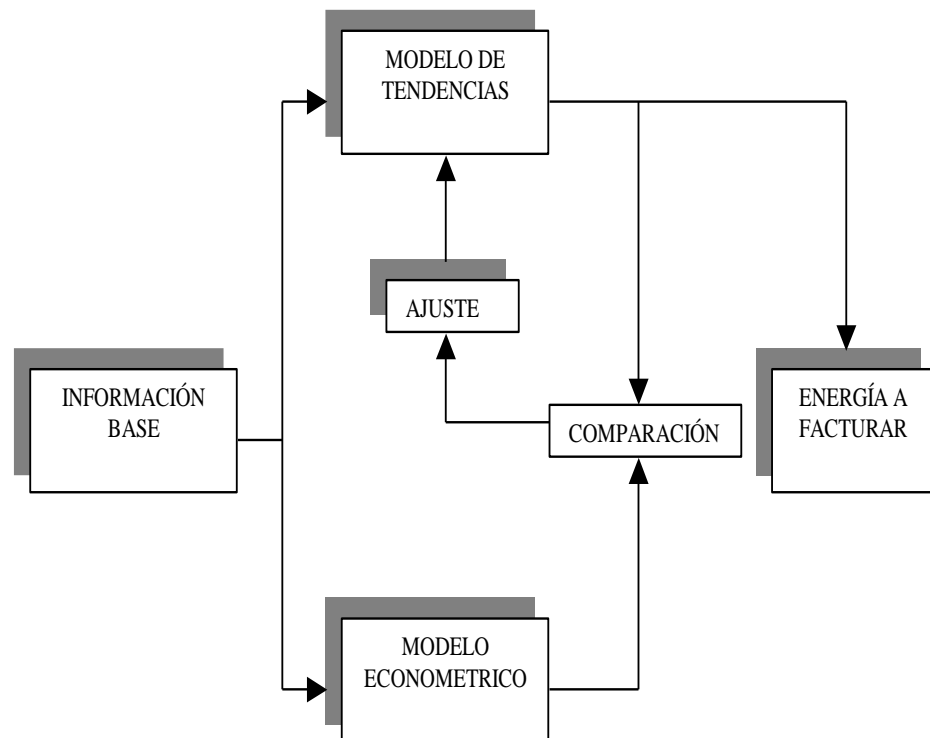 MODELO DE
TENDENCIAS
AJUSTE
INFORMACIÓN
BASE
COMPARACIÓN
ENERGÍA A
FACTURAR
MODELO
ECONOMETRICO